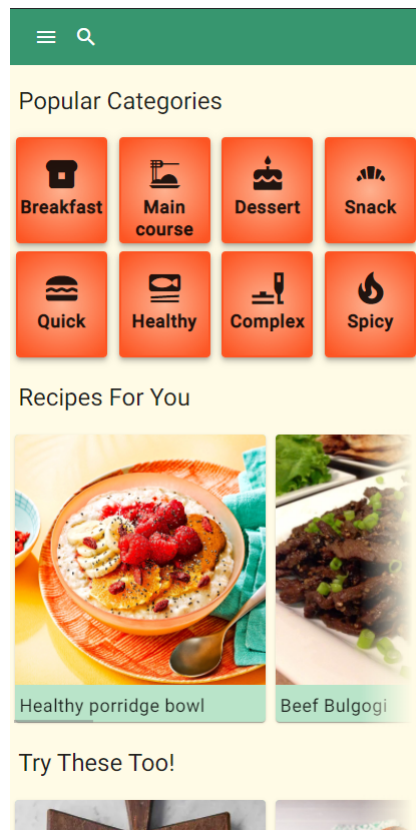 Popular Categories
Breakfast
Main
course
Dessert
Snack
Quick
Healthy
Complex
Spicy
Recipes For You
Healthy porridge bowl
Beef Bulgogi
Try These Too!